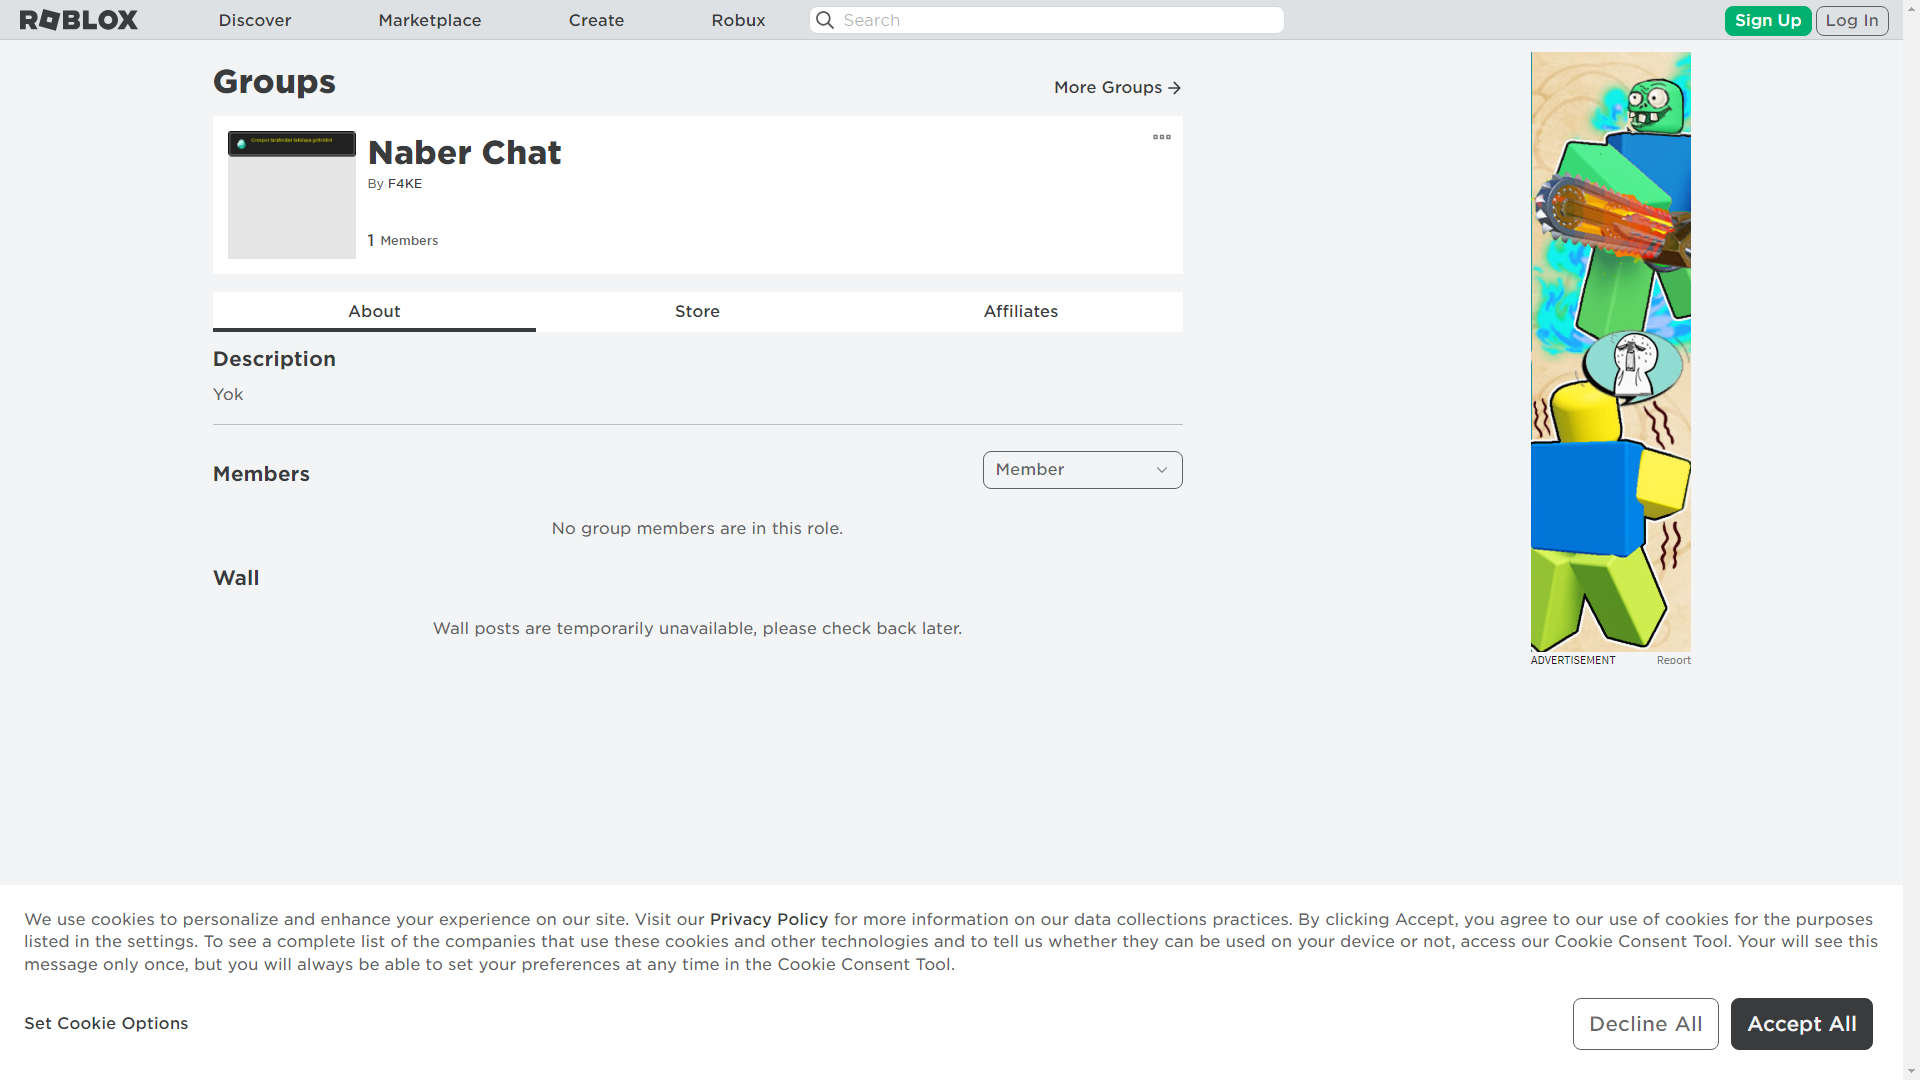 ROBLOX
Discover
Marketplace
Create
Robux
Search
Sign Up
Log In
Groups
More Groups
Naber Chat
By F4KE
1 Members
About
Store
Affiliates
Description
Yok
Members
Member
No group members are in this role.
Wall
Wall posts are temporarily unavailable, please check back later.
ADVERTISEMENT
Report
We use cookies to personalize and enhance your experience on our site. Visit our Privacy Policy for more information on our data collections practices. By clicking Accept, you agree to our use of cookies for the purposes
listed in the settings. To see a complete list of the companies that use these cookies and other technologies and to tell us whether they can be used on your device or not, access our Cookie Consent Tool. Your will see this
message only once, but you will always be able to set your preferences at any time in the Cookie Consent Tool.
Set Cookie Options
Decline All
Accept All